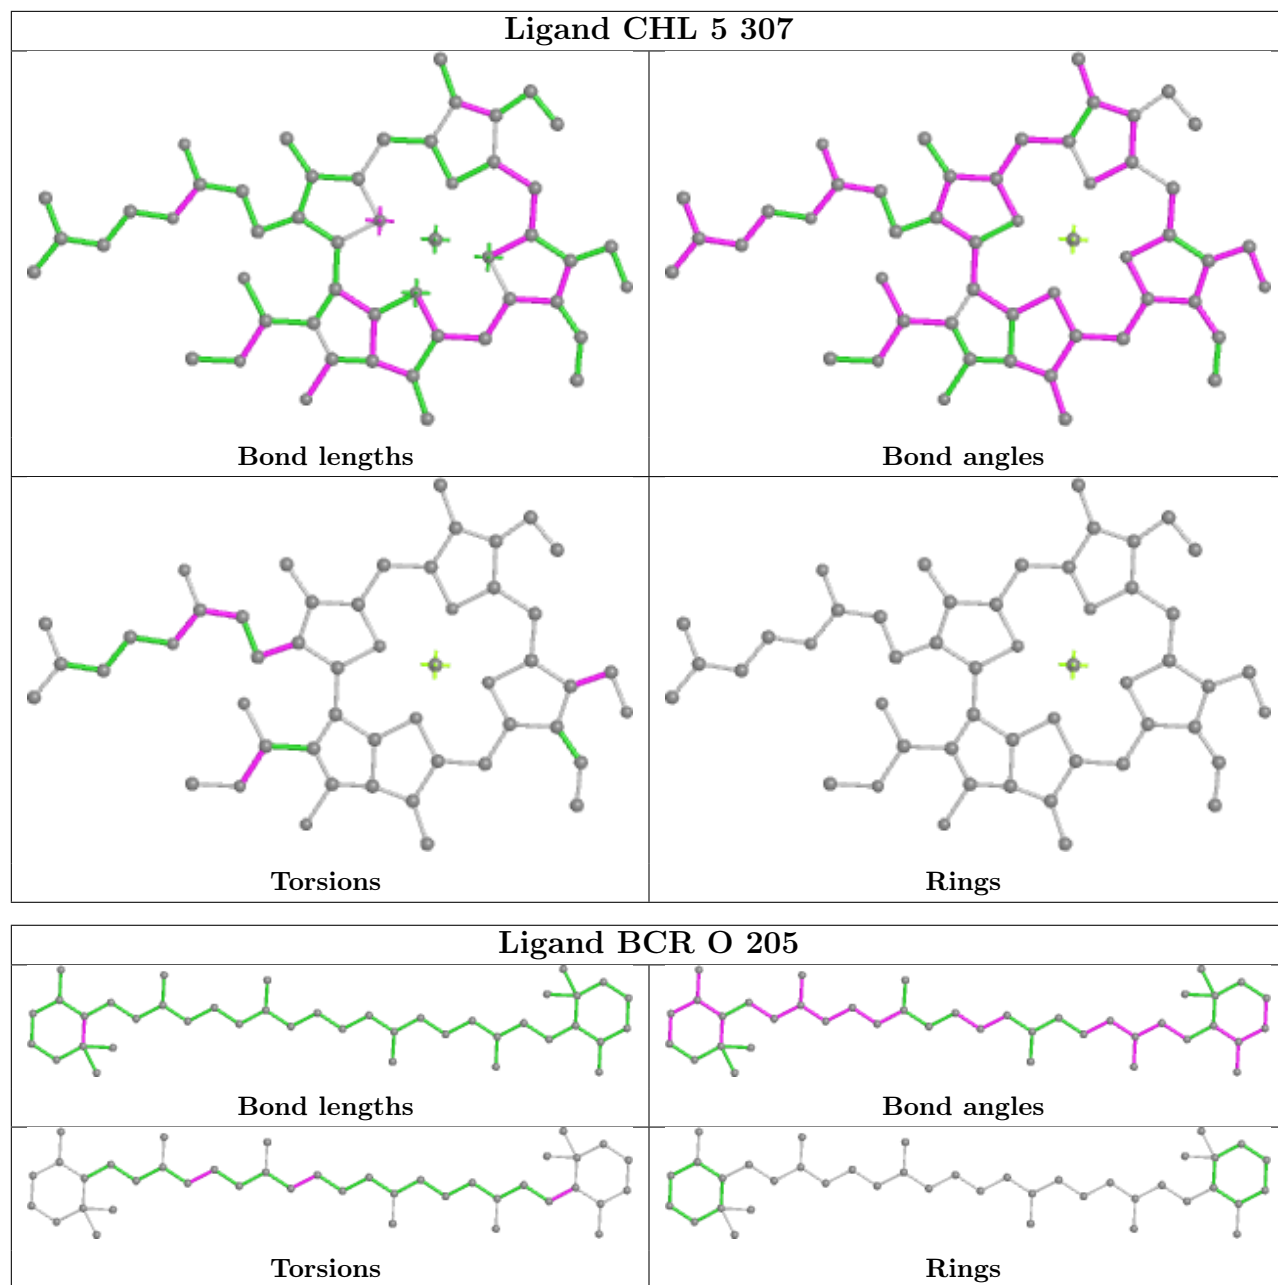 Ligand CHL 5 307
Bond lengths
Bond angles
Torsions
Rings
Ligand BCR O 205
Bond lengths
Bond angles
Torsions
Rings